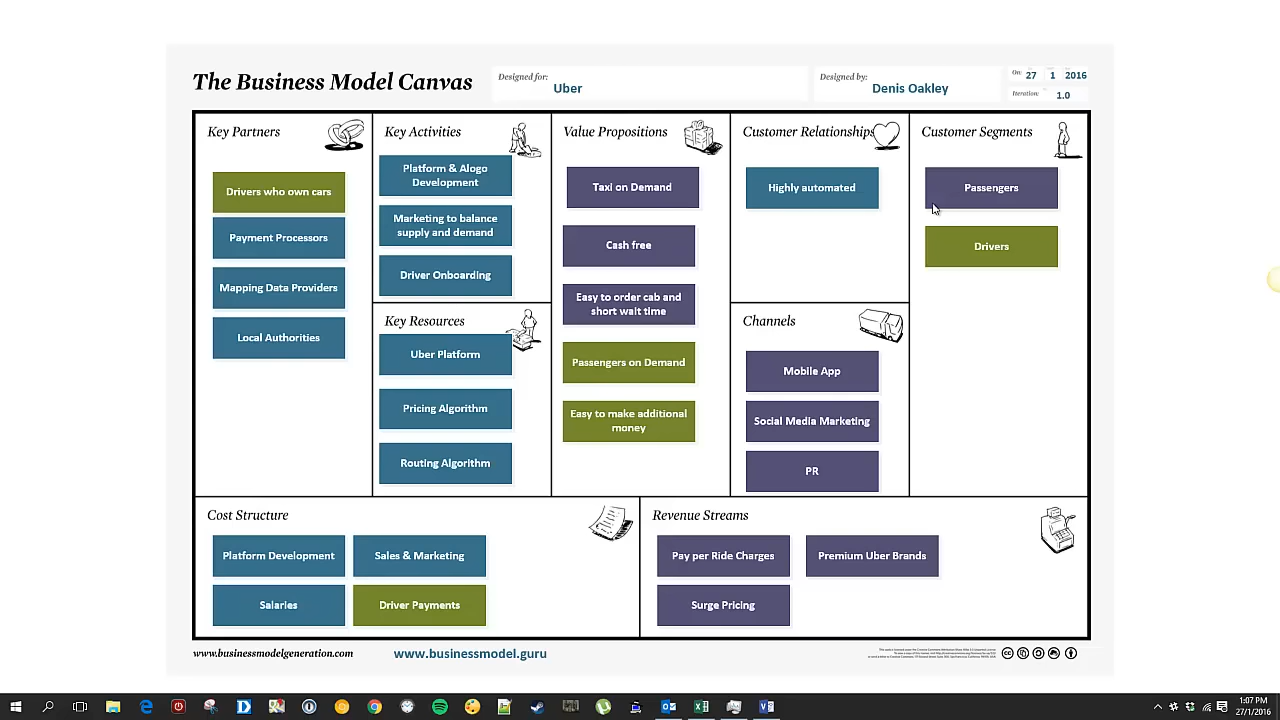 The Business Model Canvas
Designed for:
Uber
Designed by:
Denis Oakley
On: 27 1 2016
Iteration: 1.0
Key Partners
Drivers who own cars
Payment Processors
Mapping Data Providers
Local Authorities
Key Activities
Platform & Alogo
Development
Marketing to balance
supply and demand
Driver Onboarding
Key Resources
Uber Platform
Pricing Algorithm
Routing Algorithm
Value Propositions
Taxi on Demand
Cash free
Easy to order cab and
short wait time
Passengers on Demand
Easy to make additional
money
Customer Relationships
Highly automated
Channels
Mobile App
Social Media Marketing
PR
Customer Segments
Passengers
Drivers
Cost Structure
Platform Development
Sales & Marketing
Salaries
Driver Payments
Revenue Streams
Pay per Ride Charges
Premium Uber Brands
Surge Pricing
www.businessmodelgeneration.com
www.businessmodel.guru
1:07 PM
27/1/2016